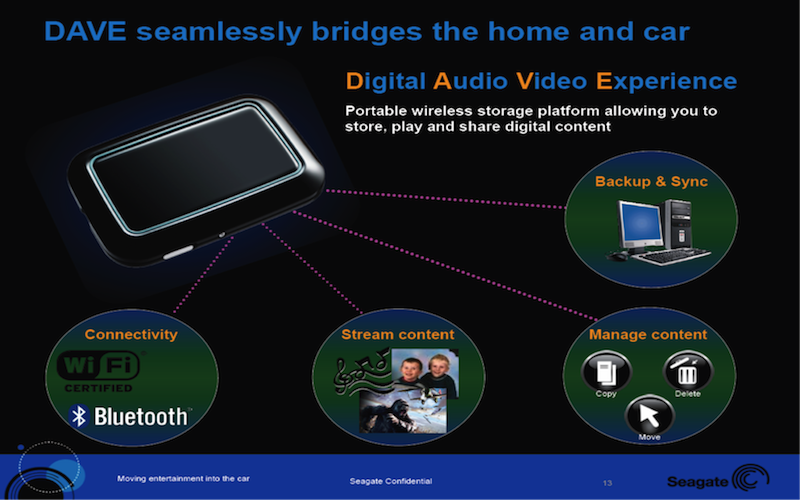 DAVE seamlessly bridges the home and car
Digital Audio Video Experience
Portable wireless storage platform allowing you to
store, play and share digital content
Backup & Sync
Connectivity
Wi Fi
CERTIFIED
Bluetooth
Stream content
Manage content
Copy
Delete
Move
Moving entertainment into the car
Seagate Confidential
13
Seagate